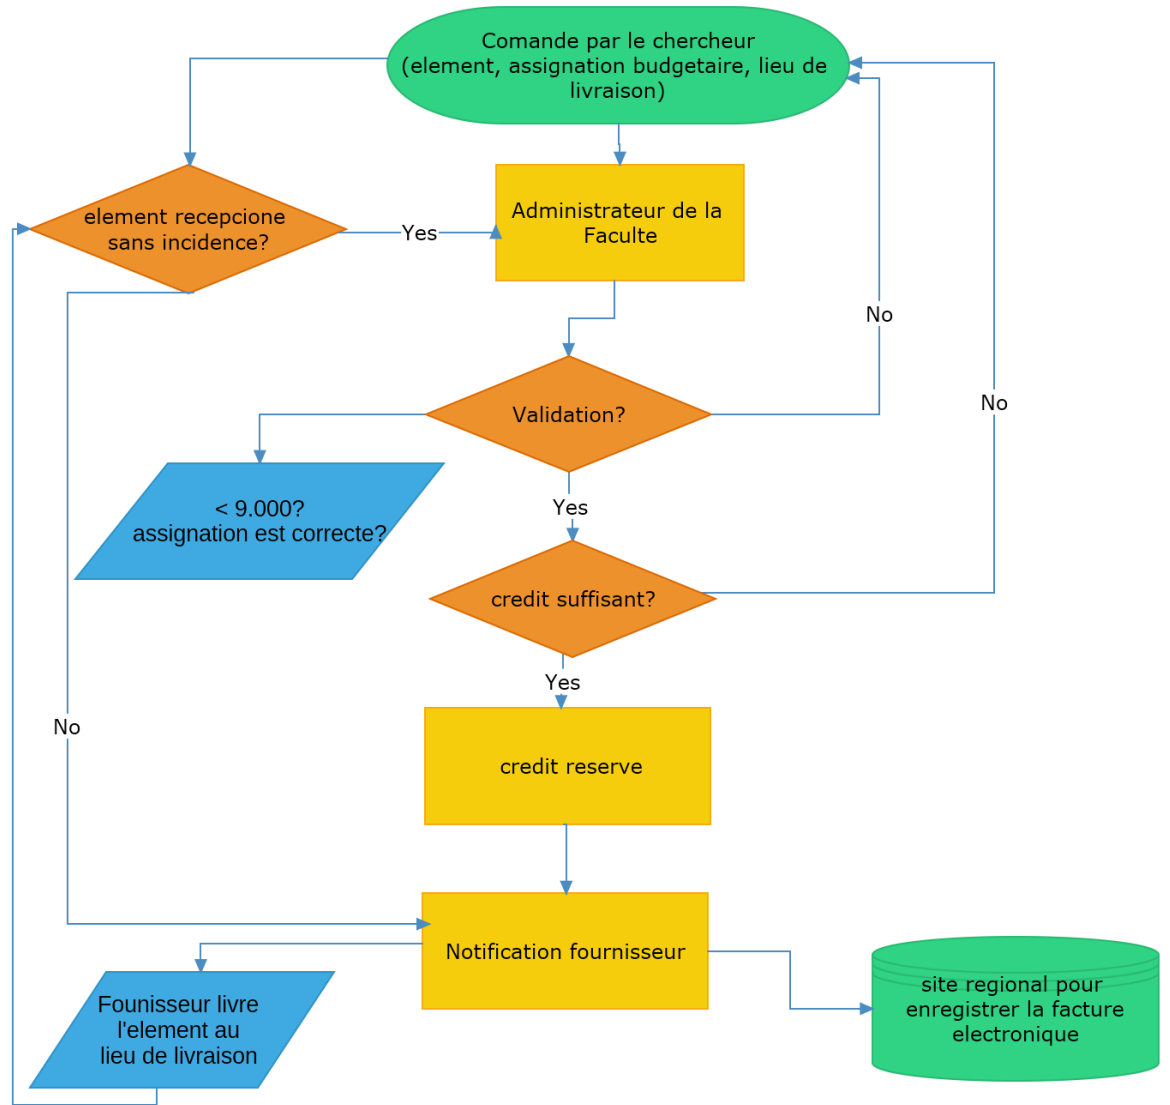 Comande par le chercheur
(element, assignation budgetaire, lieu de
livraison)
element recepcione
sans incidence?
Yes
Administrateur de la
Faculte
No
Validation?
No
< 9.000?
assignation est correcte?
Yes
credit suffisant?
Yes
No
credit reserve
Notification fournisseur
Founisseur livre
l'element au
lieu de livraison
site regional pour
enregistrer la facture
electronique